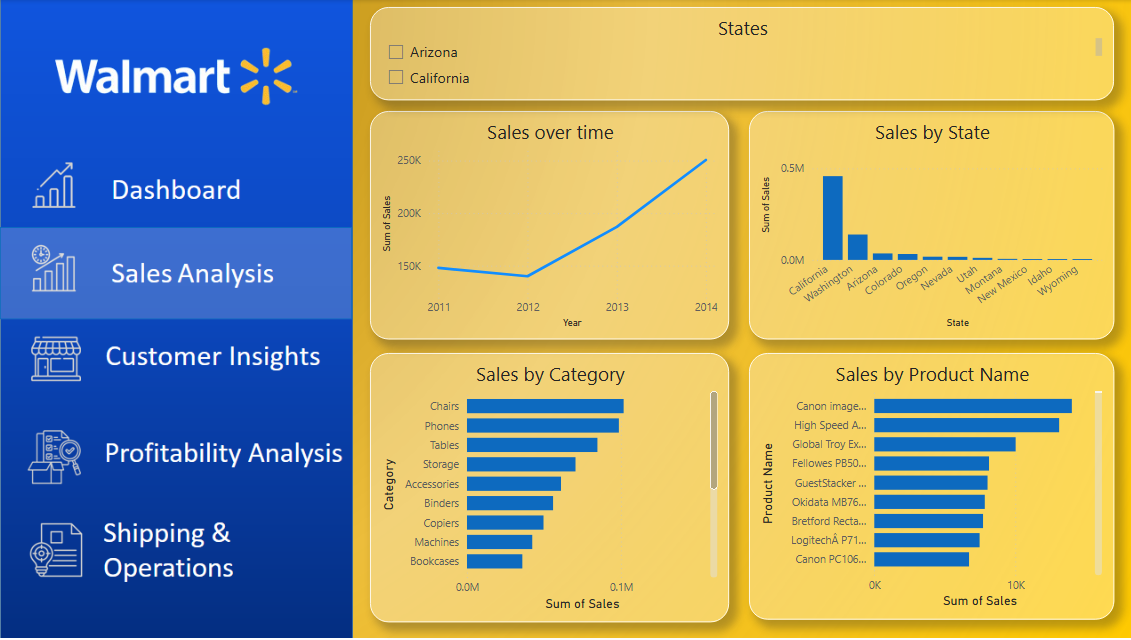 Walmart
Dashboard
Sales Analysis
Customer Insights
Profitability Analysis
Shipping &
Operations
States
Arizona
California
Sales over time
Sum of Sales
250K
200K
150K
2011 2012 2013 2014
Year
Sales by State
Sum of Sales
0.5M
0.0M
California Washington Arizona Colorado Oregon Nevada Utah Montana New Mexico Idaho Wyoming
State
Sales by Category
Category
Chairs
Phones
Tables
Storage
Accessories
Binders
Copiers
Machines
Bookcases
0.0M 0.1M
Sum of Sales
Sales by Product Name
Product Name
Canon image...
High Speed A...
Global Troy Ex...
Fellowes PB50...
GuestStacker ...
Okidata MB76...
Bretford Recta...
LogitechÂ P71...
Canon PC106...
0K 10K
Sum of Sales